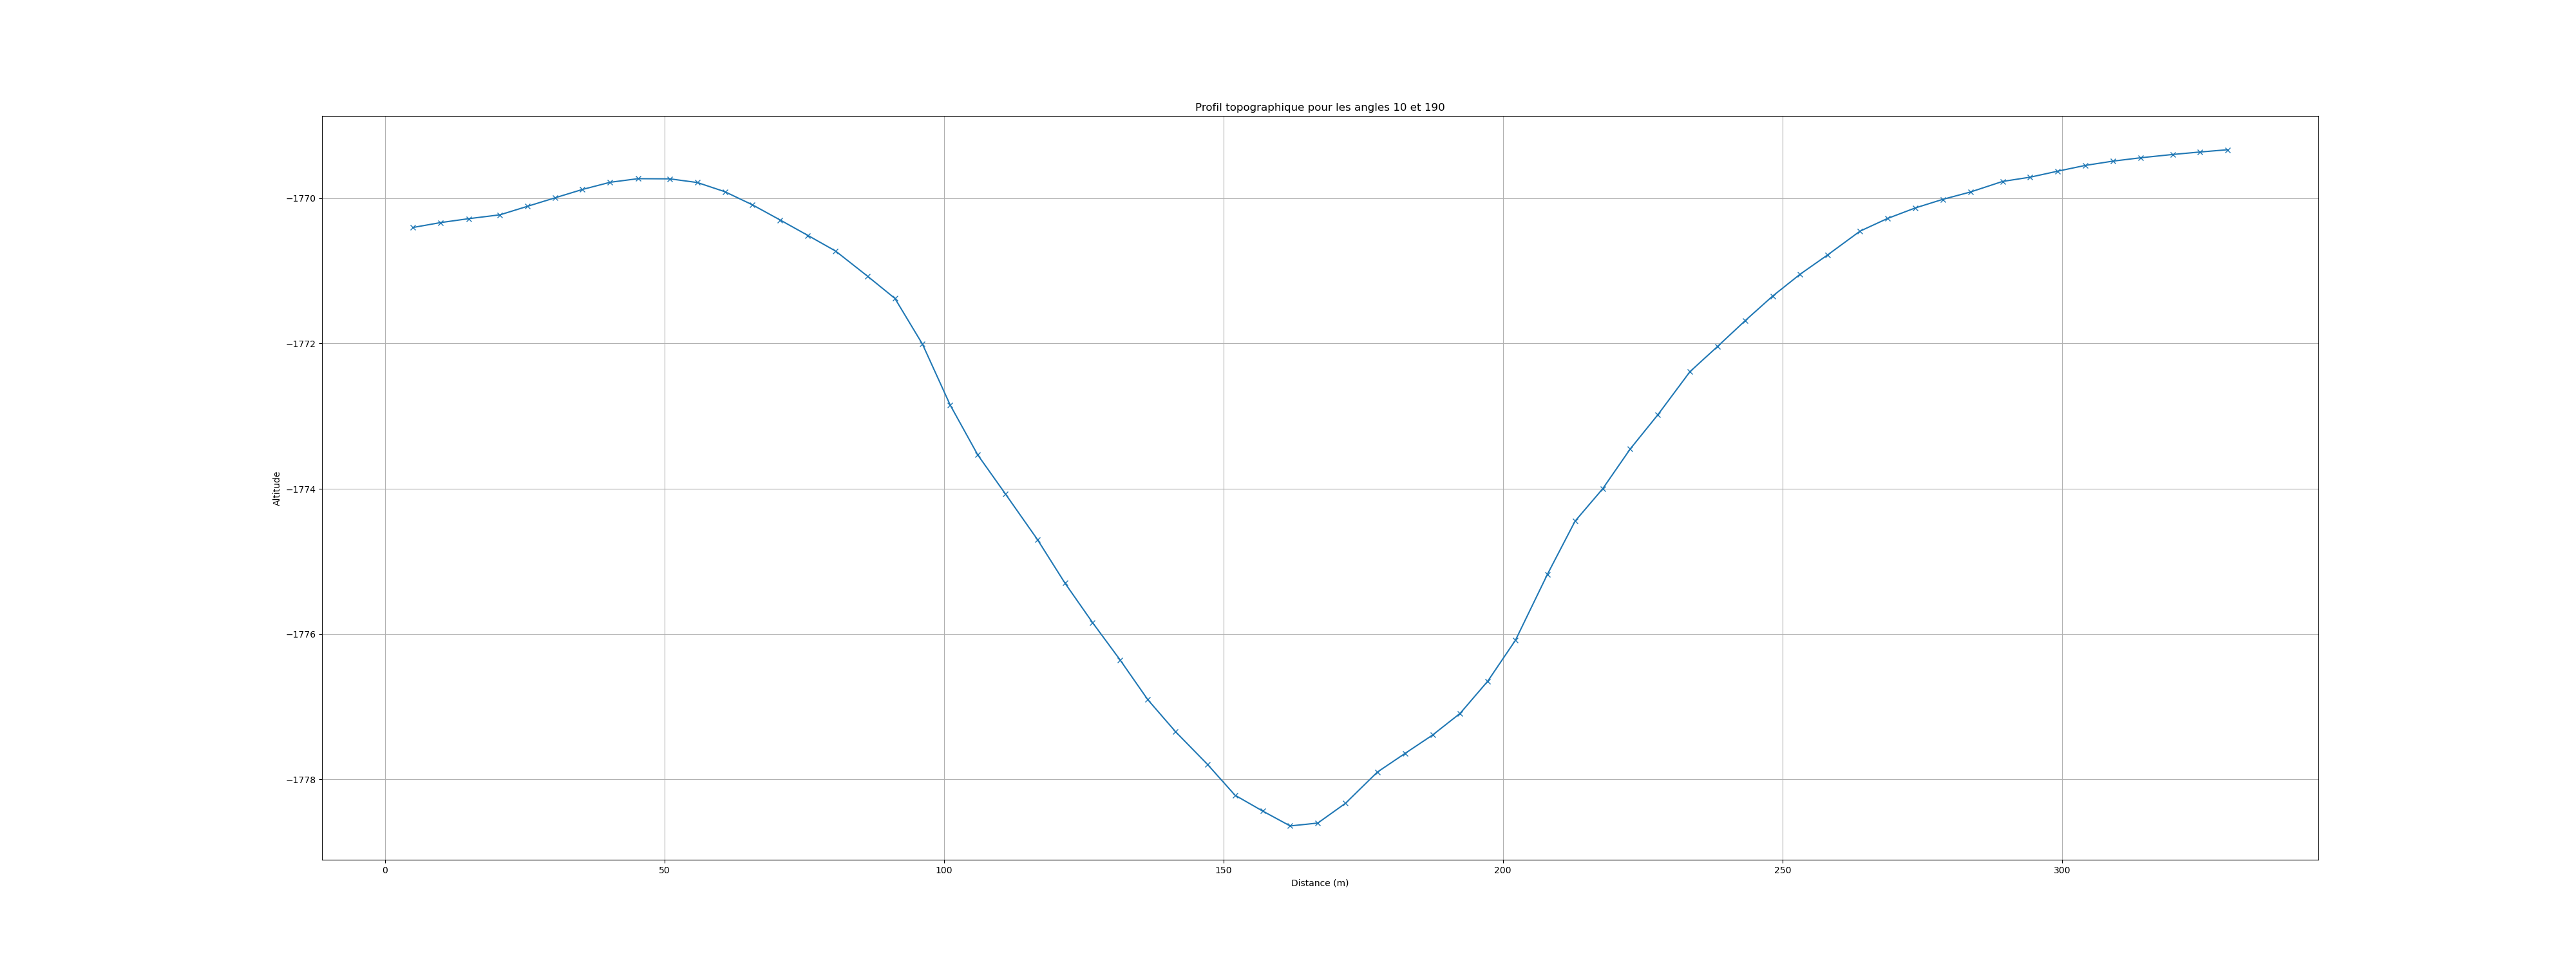 Profil topographique pour les angles 10 et 190
Altitude
−1770
−1772
−1774
−1776
−1778
0 50 100 150 200 250 300
Distance (m)